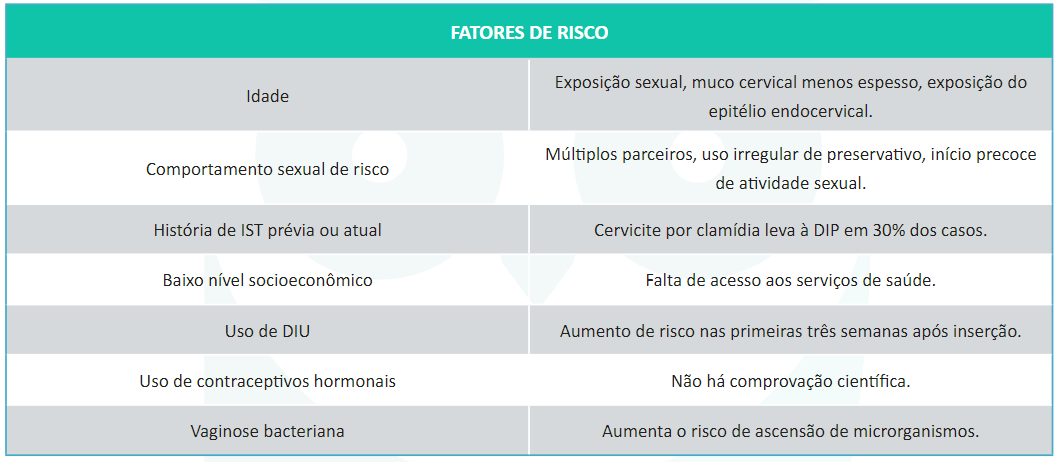 FATORES DE RISCO
Idade
Exposição sexual, muco cervical menos espesso, exposição do
epitélio endocervical.
Comportamento sexual de risco
Múltiplos parceiros, uso irregular de preservativo, início precoce
de atividade sexual.
História de IST prévia ou atual
Cervicite por clamídia leva à DIP em 30% dos casos.
Baixo nível socioeconômico
Falta de acesso aos serviços de saúde.
Uso de DIU
Aumento de risco nas primeiras três semanas após inserção.
Uso de contraceptivos hormonais
Não há comprovação científica.
Vaginose bacteriana
Aumenta o risco de ascensão de microrganismos.